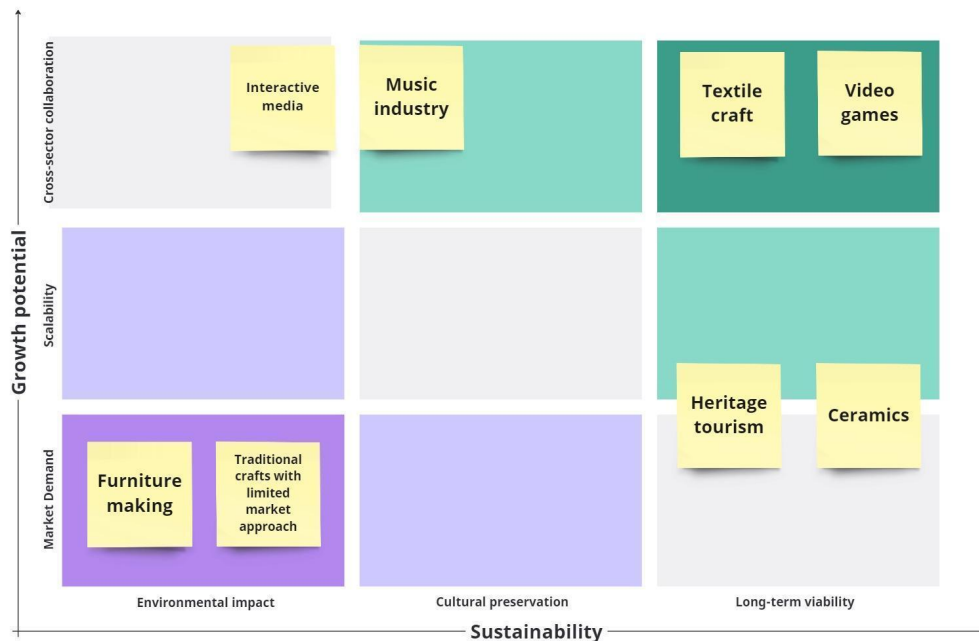 Growth potential
Cross-sector collaboration
Interactive
media
Music
industry
Textile
craft
Video
games
Scalability
Heritage
tourism
Ceramics
Market Demand
Furniture
making
Traditional
crafts with
limited
market
approach
Environmental impact
Cultural preservation
Long-term viability
Sustainability